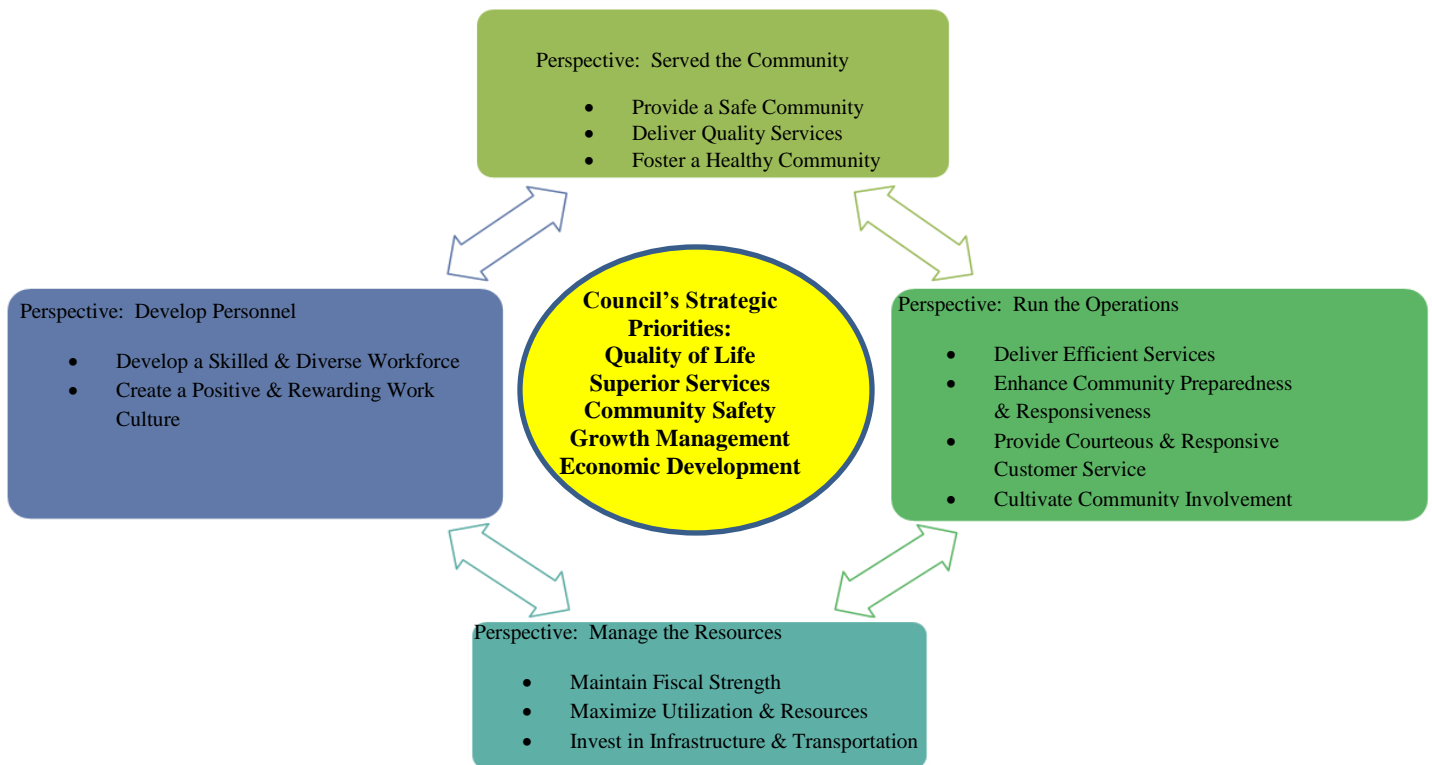 Perspective:  Served the Community
• Provide a Safe Community
• Deliver Quality Services
• Foster a Healthy Community
Perspective:  Develop Personnel
• Develop a Skilled & Diverse Workforce
• Create a Positive & Rewarding Work
Culture
Council’s Strategic
Priorities:
Quality of Life
Superior Services
Community Safety
Growth Management
Economic Development
Perspective:  Run the Operations
• Deliver Efficient Services
• Enhance Community Preparedness
& Responsiveness
• Provide Courteous & Responsive
Customer Service
• Cultivate Community Involvement
Perspective:  Manage the Resources
• Maintain Fiscal Strength
• Maximize Utilization & Resources
• Invest in Infrastructure & Transportation